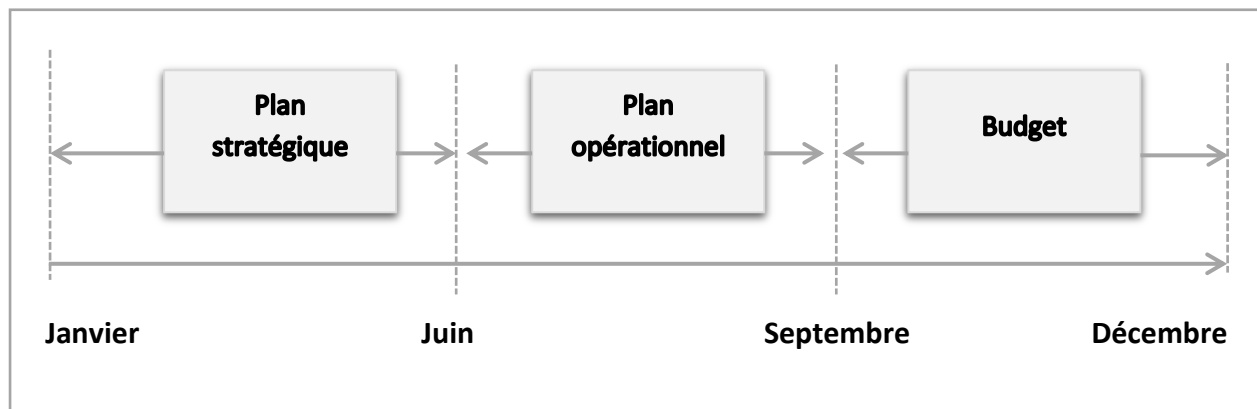 Plan
stratégique
Plan
opérationnel
Budget
Janvier
Juin
Septembre
Décembre